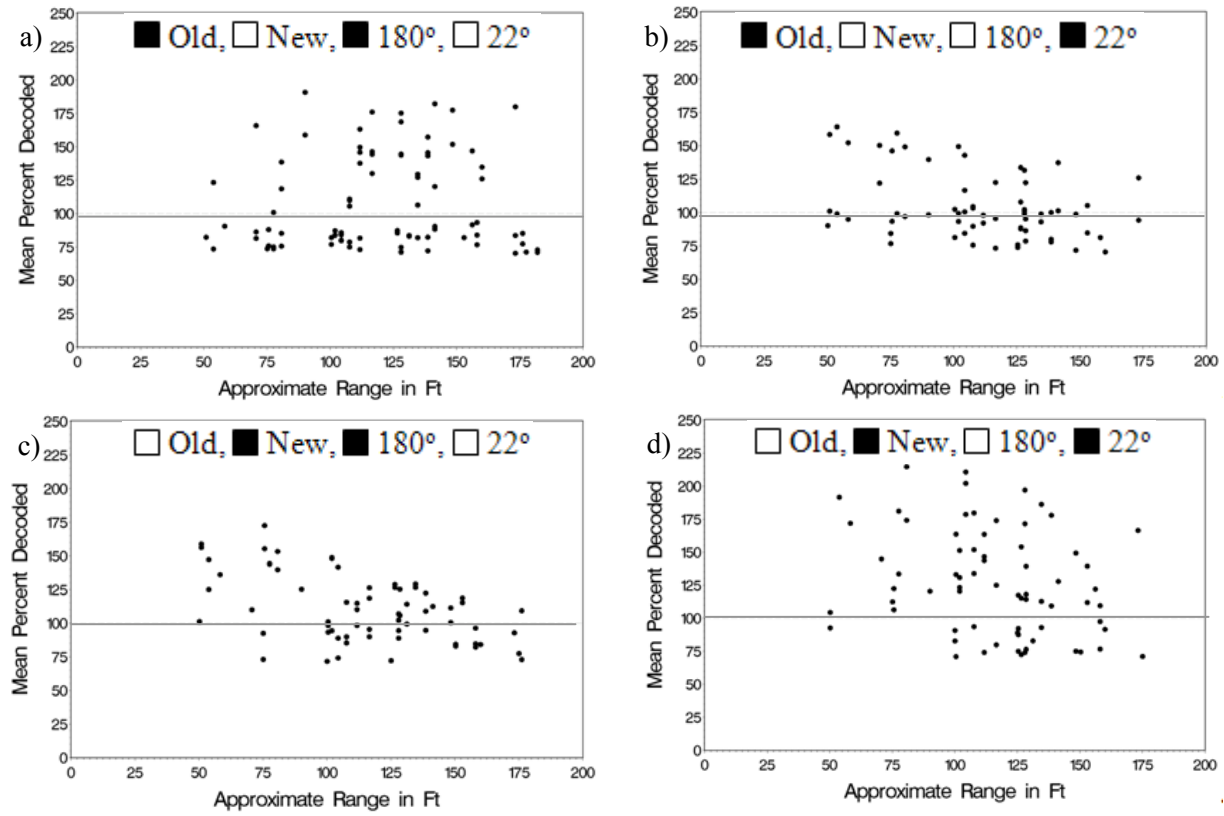 a)
■ Old, □ New, ■ 180°, □ 22°
250
225
200
175
150
125
100
75
50
25
0
Mean Percent Decoded
0 25 50 75 100 125 150 175 200
Approximate Range in Ft
b)
■ Old, □ New, □ 180°, ■ 22°
250
225
200
175
150
125
100
75
50
25
0
Mean Percent Decoded
0 25 50 75 100 125 150 175 200
Approximate Range in Ft
c)
□ Old, ■ New, ■ 180°, □ 22°
250
225
200
175
150
125
100
75
50
25
0
Mean Percent Decoded
0 25 50 75 100 125 150 175 200
Approximate Range in Ft
d)
□ Old, ■ New, □ 180°, ■ 22°
250
225
200
175
150
125
100
75
50
25
0
Mean Percent Decoded
0 25 50 75 100 125 150 175 200
Approximate Range in Ft